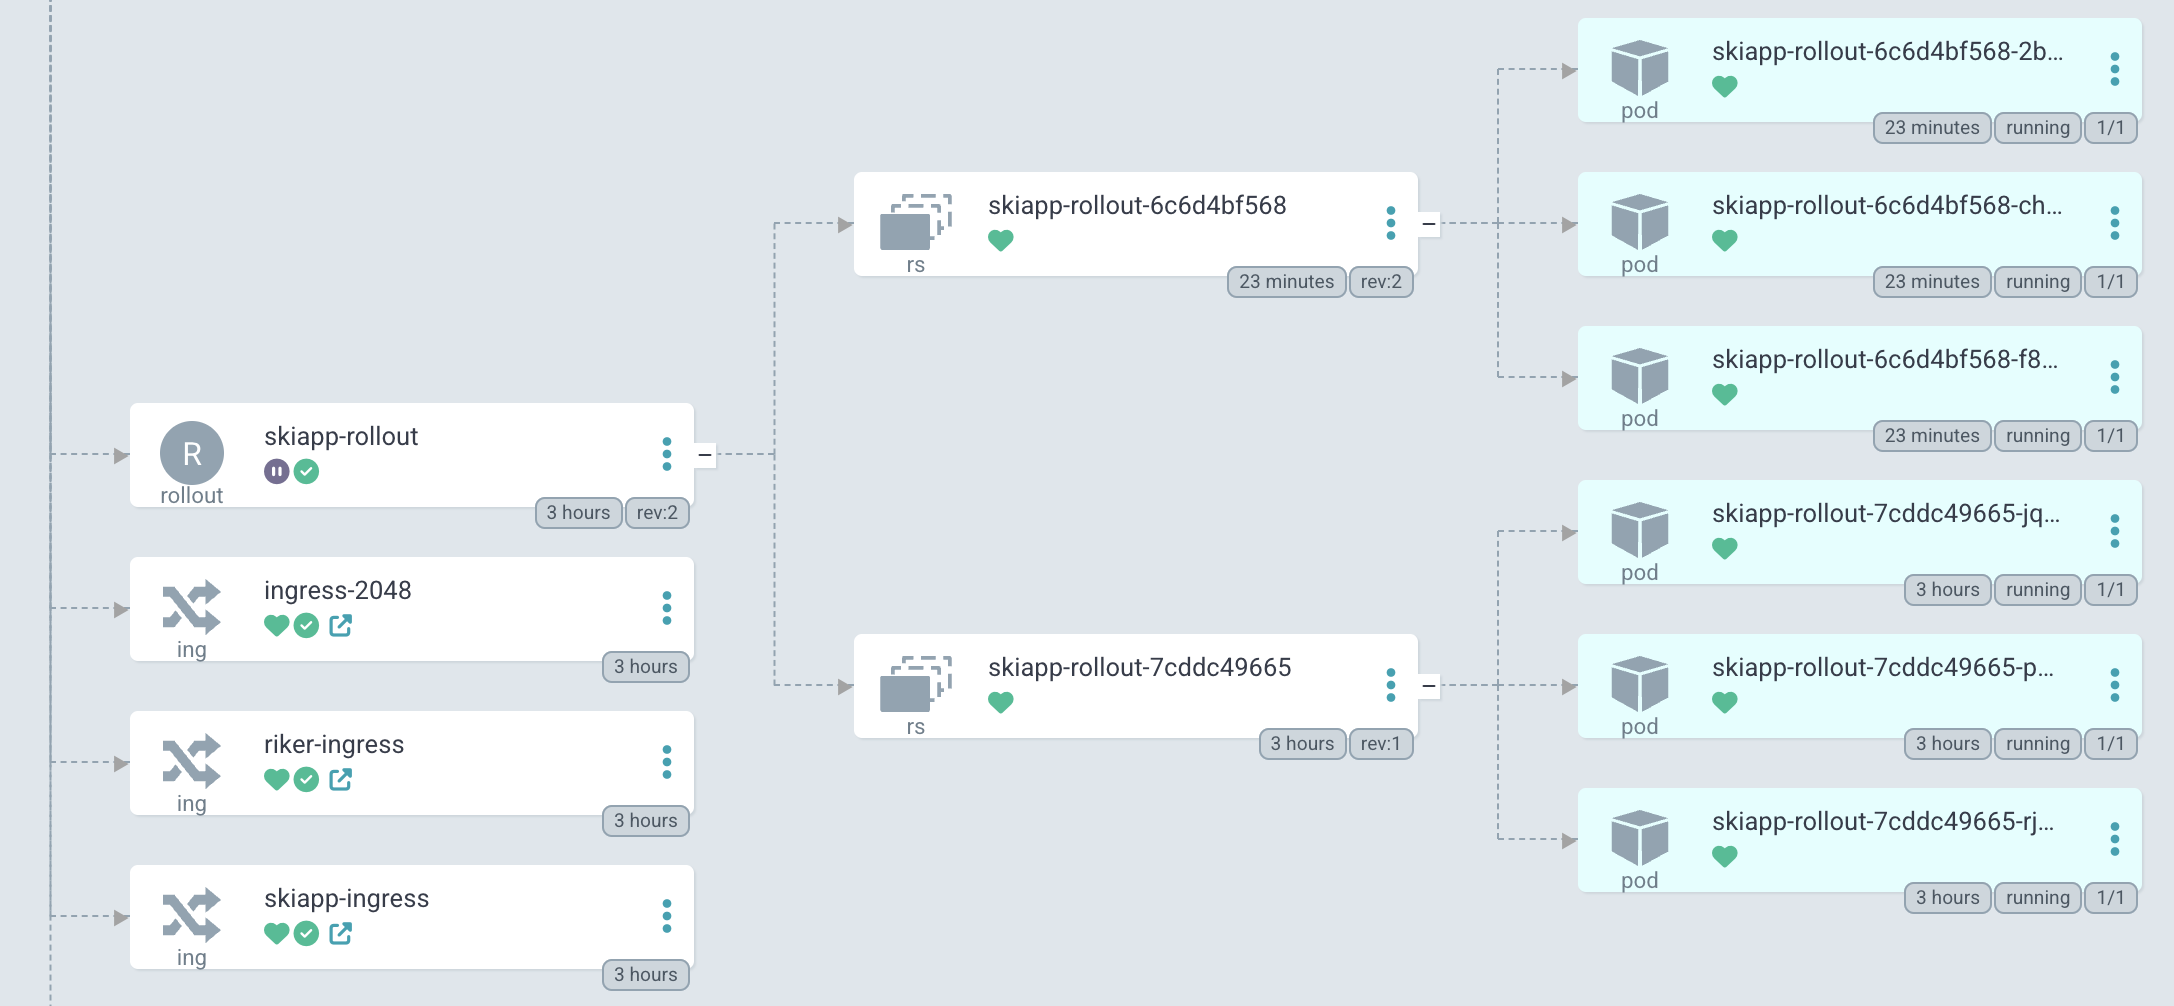 skiapp-rollout-6c6d4bf568-2b...
pod
23 minutes running 1/1
skiapp-rollout-6c6d4bf568
rs
23 minutes rev:2
skiapp-rollout-6c6d4bf568-ch...
pod
23 minutes running 1/1
skiapp-rollout-6c6d4bf568-f8...
pod
23 minutes running 1/1
R
skiapp-rollout
rollout
3 hours rev:2
skiapp-rollout-7cddc49665-jq...
pod
3 hours running 1/1
ingress-2048
ing
3 hours
skiapp-rollout-7cddc49665
rs
3 hours rev:1
skiapp-rollout-7cddc49665-p...
pod
3 hours running 1/1
riker-ingress
ing
3 hours
skiapp-rollout-7cddc49665-rj...
pod
3 hours running 1/1
skiapp-ingress
ing
3 hours